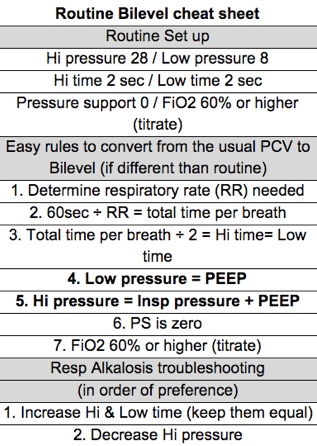 Routine Bilevel cheat sheet
Routine Set up
Hi pressure 28 / Low pressure 8
Hi time 2 sec / Low time 2 sec
Pressure support 0 / FiO2 60% or higher
(titrate)
Easy rules to convert from the usual PCV to
Bilevel (if different than routine)
1. Determine respiratory rate (RR) needed
2. 60sec ÷ RR = total time per breath
3. Total time per breath ÷ 2 = Hi time= Low
time
4. Low pressure = PEEP
5. Hi pressure = Insp pressure + PEEP
6. PS is zero
7. FiO2 60% or higher (titrate)
Resp Alkalosis troubleshooting
(in order of preference)
1. Increase Hi & Low time (keep them equal)
2. Decrease Hi pressure